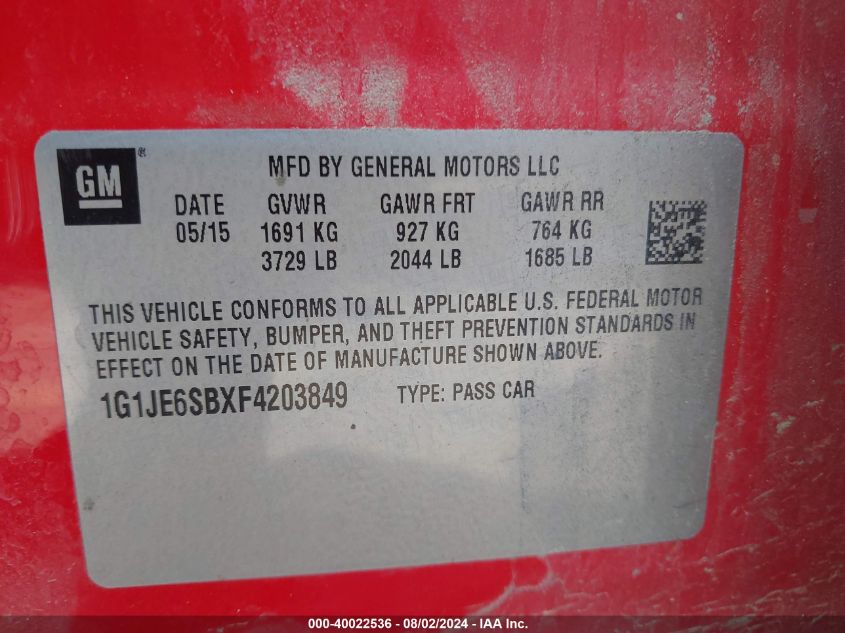 GM®
MFD BY GENERAL MOTORS LLC
DATE GVWR GAWR FRT GAWR RR
05/15 1691 KG 927 KG 764 KG
3729 LB 2044 LB 1685 LB
THIS VEHICLE CONFORMS TO ALL APPLICABLE U.S. FEDERAL MOTOR
VEHICLE SAFETY, BUMPER, AND THEFT PREVENTION STANDARDS IN
EFFECT ON THE DATE OF MANUFACTURE SHOWN ABOVE.
1G1JE6SBXF4203849 TYPE: PASS CAR
000-40022536 - 08/02/2024 - IAA Inc.